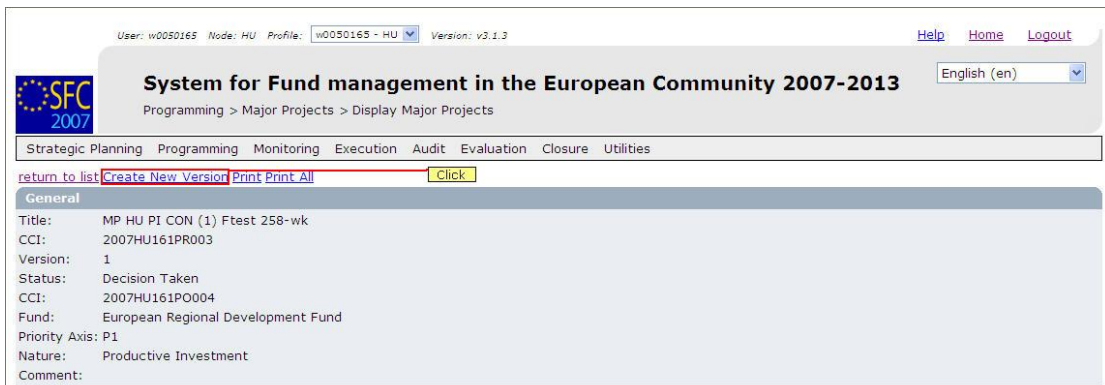 User: w0050165 Node: HU Profile: w0050165 - HU Version: v3.1.3 Help Home Logout
System for Fund management in the European Community 2007-2013 English (en)
SFC
2007
Programming > Major Projects > Display Major Projects
Strategic Planning Programming Monitoring Execution Audit Evaluation Closure Utilities
return to list Create New Version Print Print All Click
General
Title: MP HU PI CON (1) Ftest 258-wk
CCI: 2007HU161PR003
Version: 1
Status: Decision Taken
CCI: 2007HU161PO004
Fund: European Regional Development Fund
Priority Axis: P1
Nature: Productive Investment
Comment: